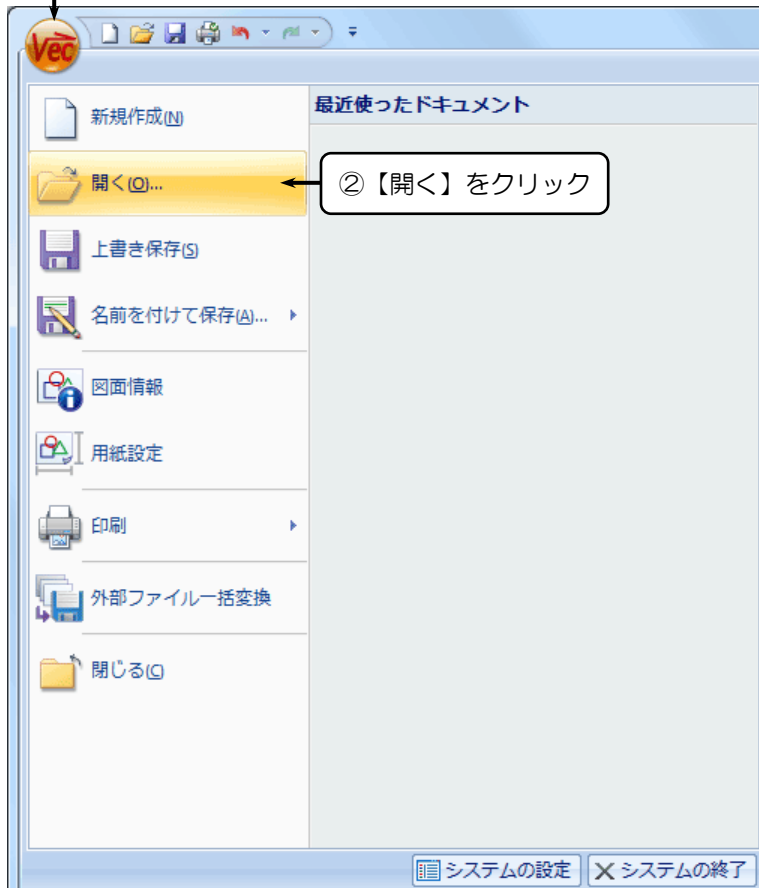 Vec
最近使ったドキュメント
新規作成(N)
開く(O)...
②【開く】をクリック
上書き保存(S)
名前を付けて保存(A)...
図面情報
用紙設定
印刷
外部ファイル一括変換
閉じる(C)
システムの設定
システムの終了